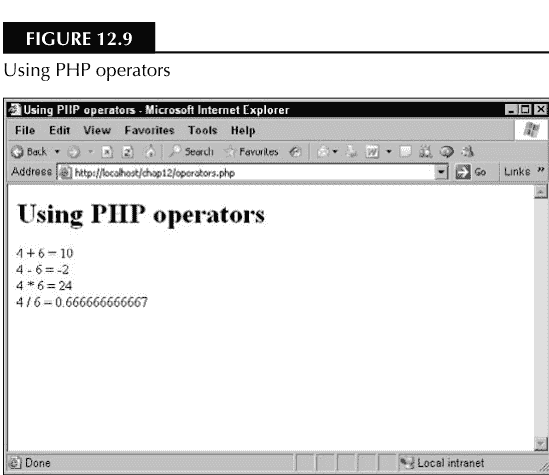 FIGURE 12.9
Using PHP operators
Using PHP operators - Microsoft Internet Explorer
File Edit View Favorites Tools Help
Back Search Favorites
Address http://localhost/chap12/operators.php Go Links »
Using PHP operators
4 + 6 = 10
4 - 6 = -2
4 * 6 = 24
4 / 6 = 0.666666666667
Done Local intranet